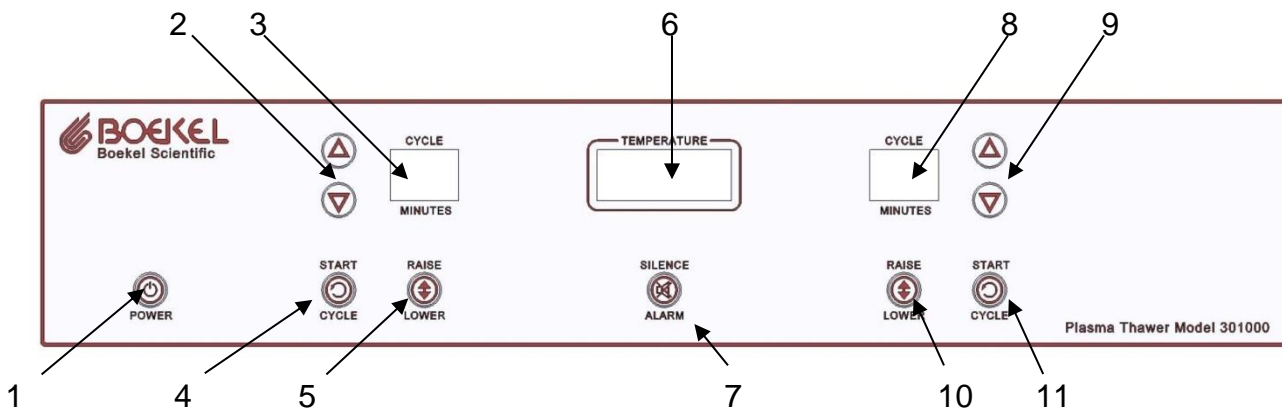 2 3 6 8 9
BOEKEL
Boekel Scientific
CYCLE
MINUTES
TEMPERATURE
CYCLE
MINUTES
START
CYCLE
RAISE
LOWER
SILENCE
ALARM
RAISE
LOWER
START
CYCLE
POWER
Plasma Thawer Model 301000
1 4 5 7 10 11